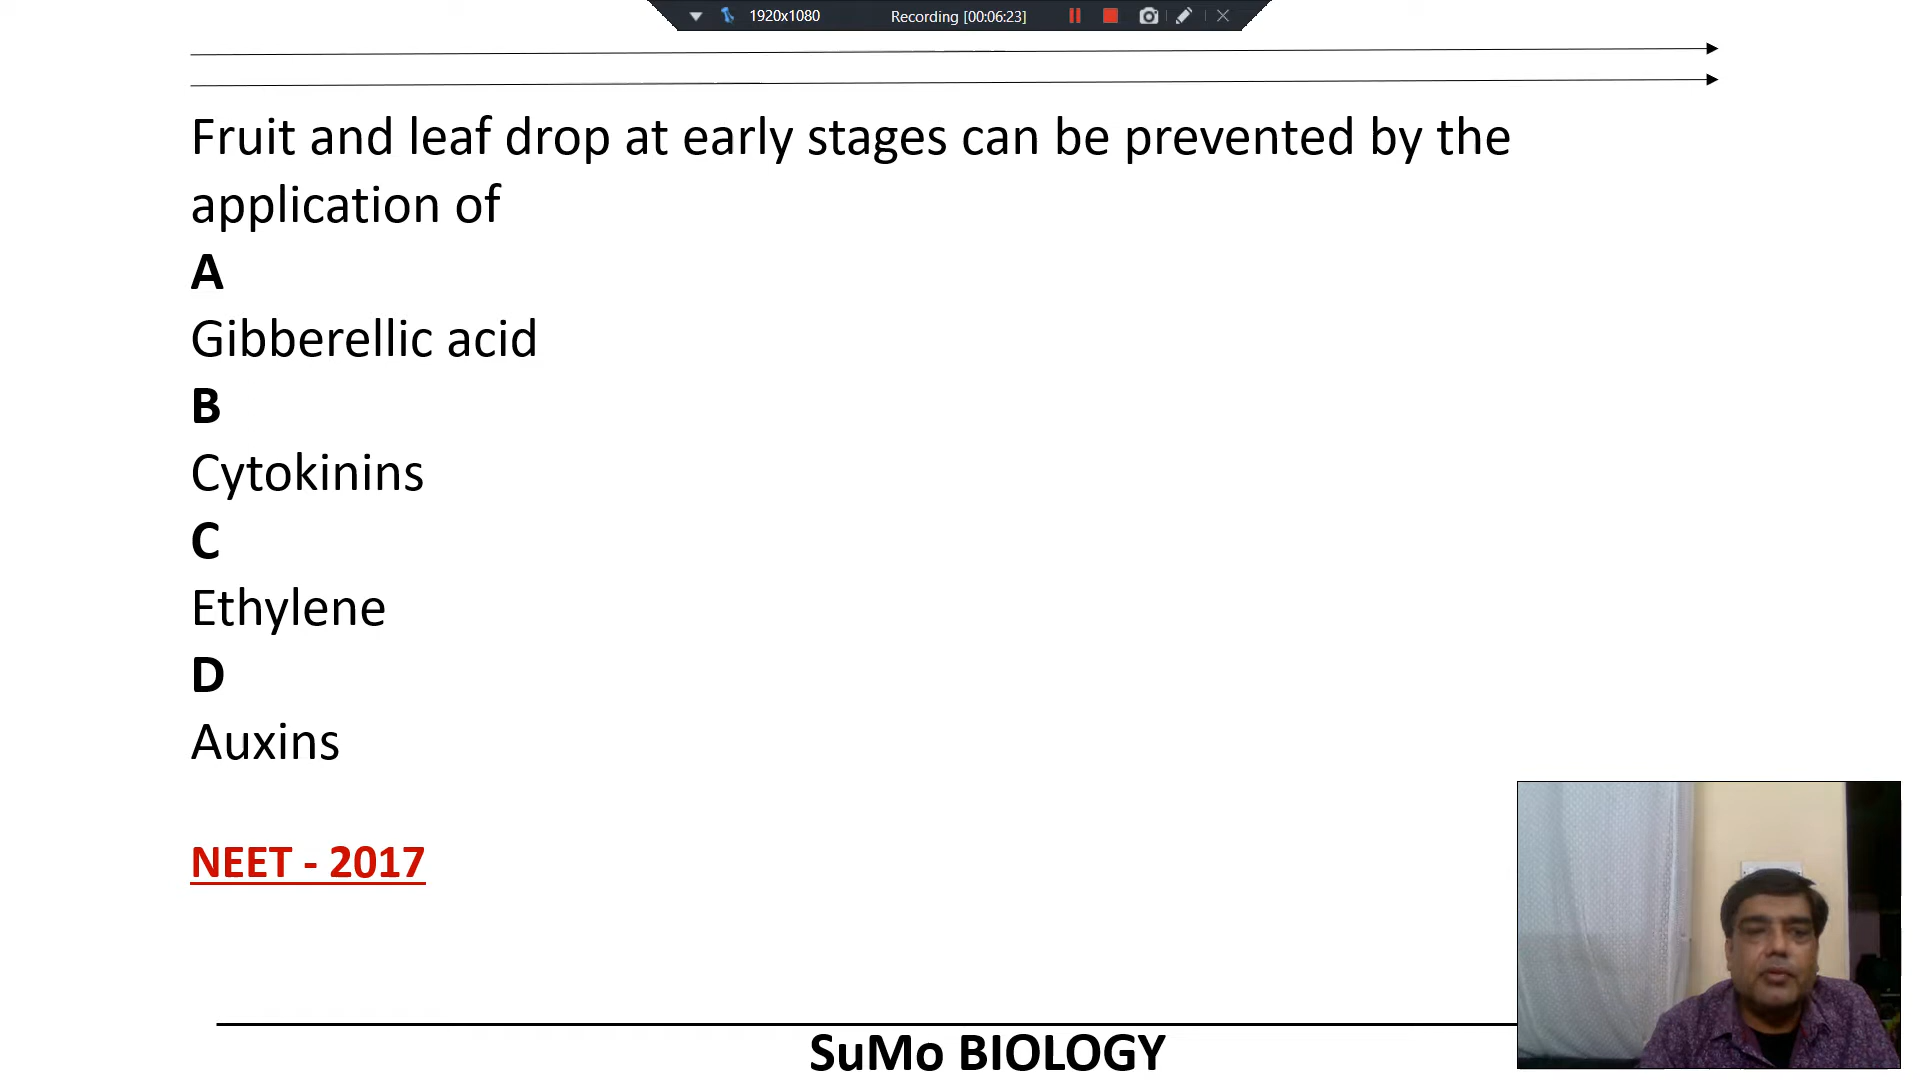 1920x1080 Recording [00:06:23]
Fruit and leaf drop at early stages can be prevented by the
application of
A
Gibberellic acid
B
Cytokinins
C
Ethylene
D
Auxins
NEET - 2017
SuMo BIOLOGY